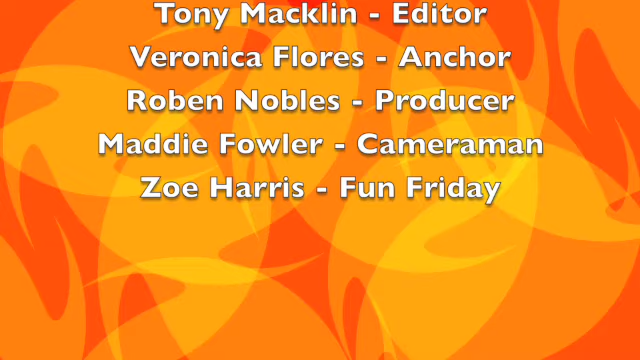 Tony Macklin - Editor
Veronica Flores - Anchor
Roben Nobles - Producer
Maddie Fowler - Cameraman
Zoe Harris - Fun Friday